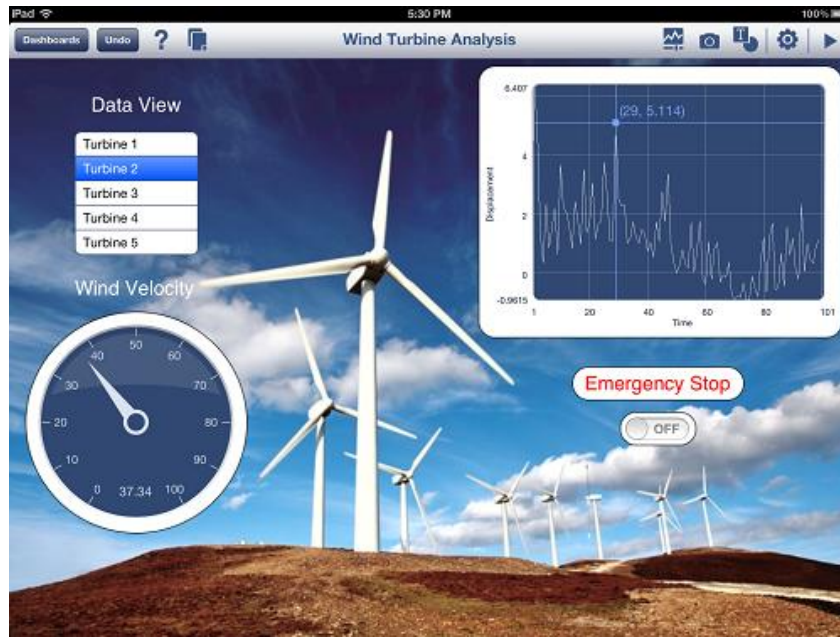 iPad
5:30 PM
100%
Dashboards
Undo
?
Wind Turbine Analysis
T
Data View
Turbine 1
Turbine 2
Turbine 3
Turbine 4
Turbine 5
Wind Velocity
0
10
20
30
40
50
60
70
80
90
100
37.34
6.407
(29, 5.114)
4
2
0
-0.9615
Displacement
1
20
40
60
80
101
Time
Emergency Stop
OFF